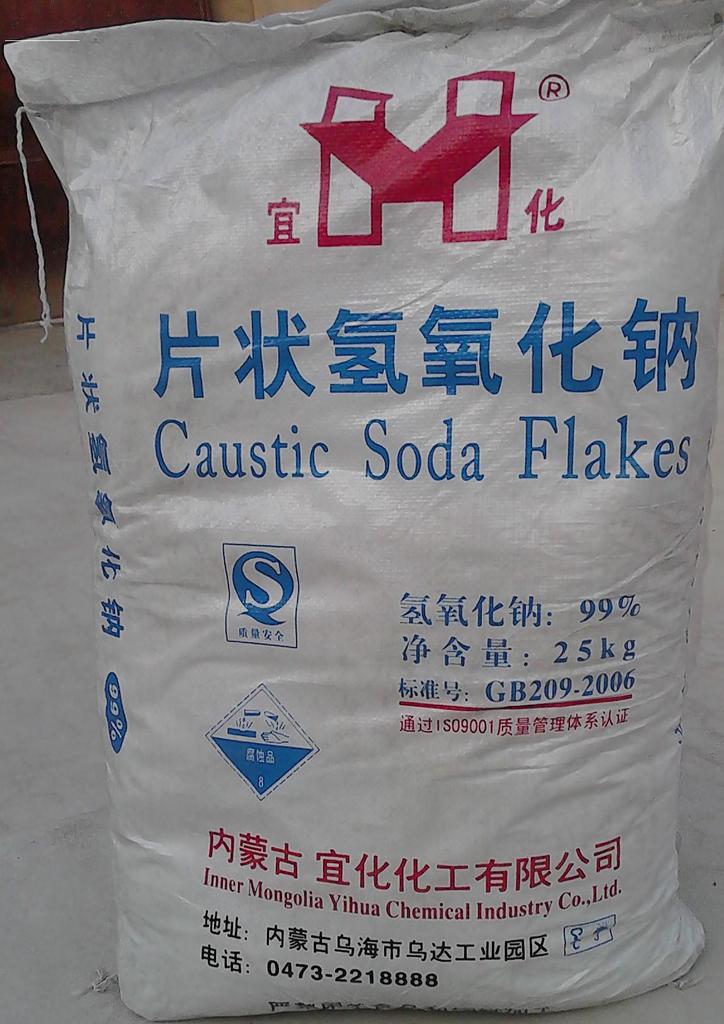 ®
宜 化
片状氢氧化钠
Caustic Soda Flakes
片状氢氧化钠 99%
质量安全
氢氧化钠：99%
净含量：25kg
标准号：GB209-2006
通过ISO9001质量管理体系认证
腐蚀品
8
内蒙古宜化化工有限公司
Inner Mongolia Yihua Chemical Industry Co.,Ltd.
地址：内蒙古乌海市乌达工业园区
电话：0473-2218888